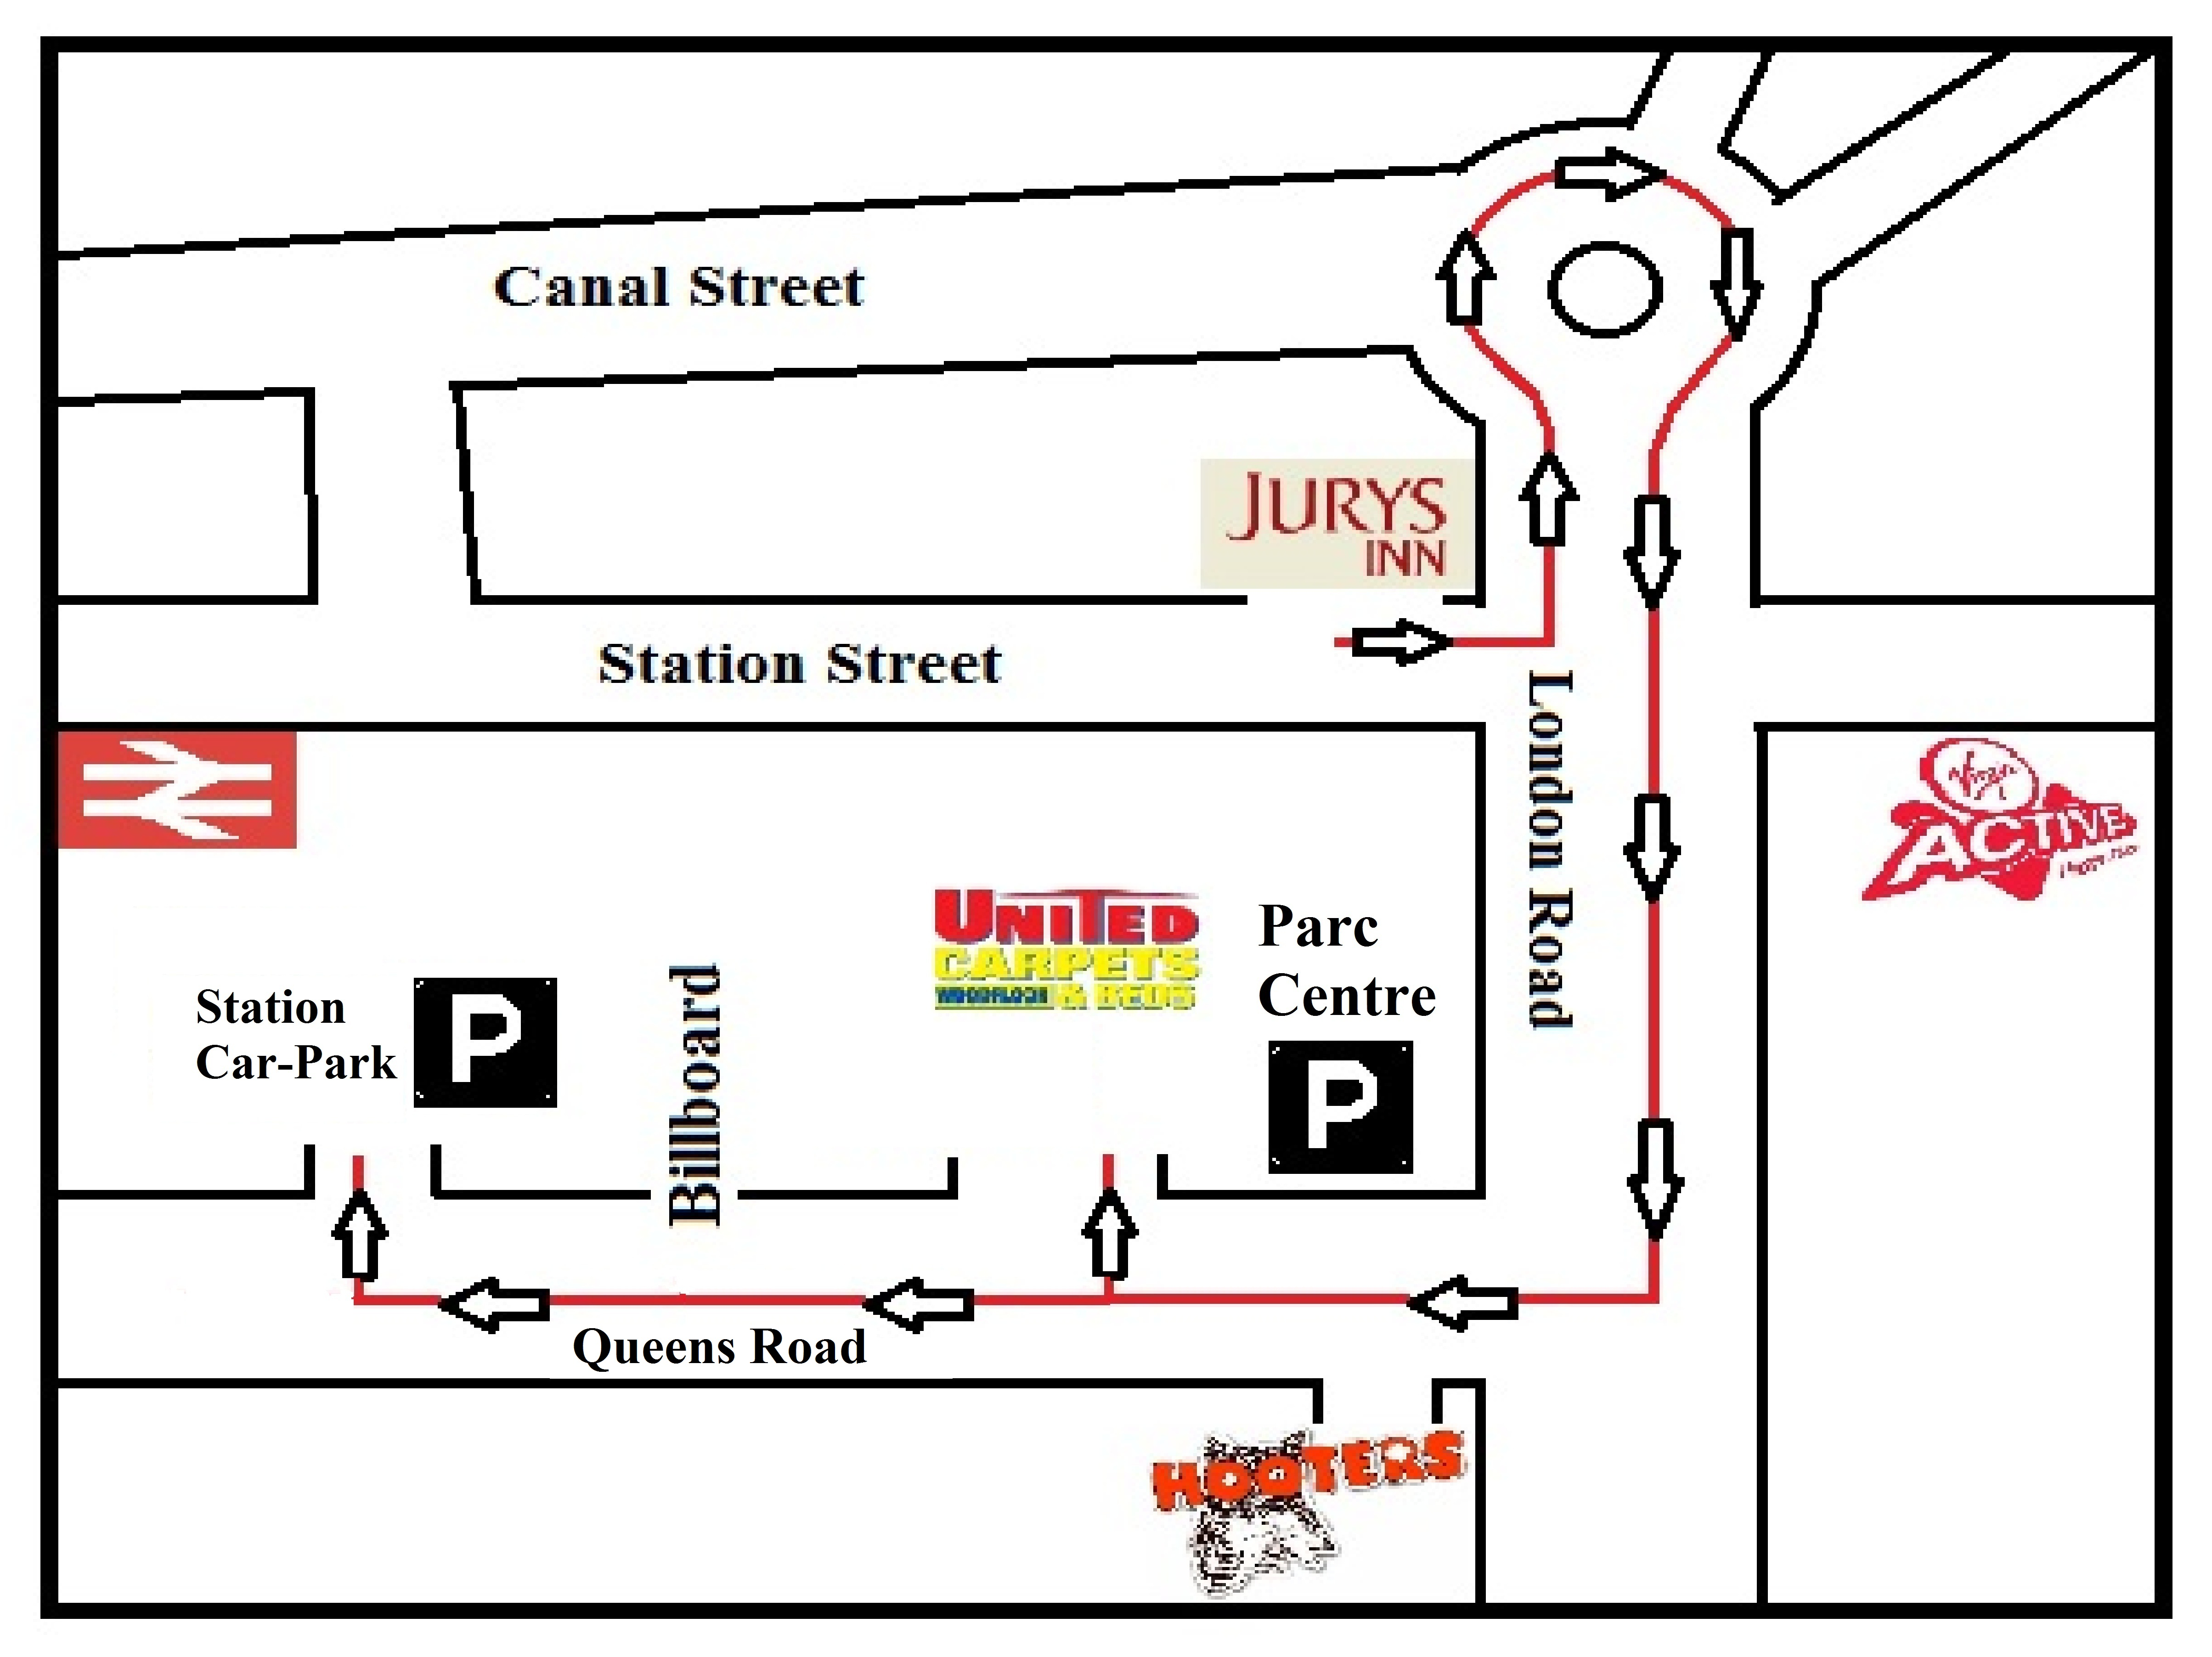 Canal Street
JURYS
INN
Station Street
London Road
Virgin
ACTIVE
UNITED
CARPETS
& BEDS
Parc
Centre
P
Station
Car-Park
P
Billboard
Queens Road
HOOTERS